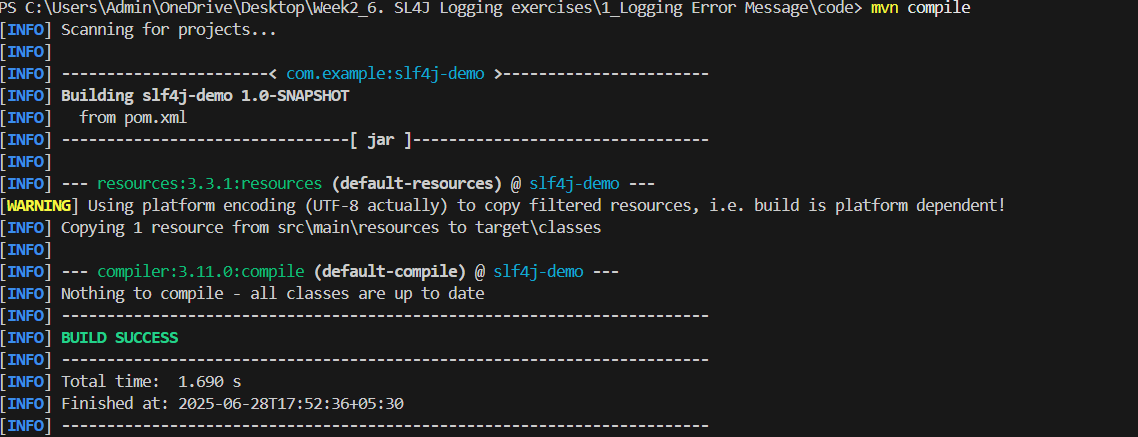 PS C:\Users\Admin\OneDrive\Desktop\Week2_6. SL4J Logging exercises\1_Logging Error Message\code> mvn compile
[INFO] Scanning for projects...
[INFO]
[INFO] -----------------------< com.example:slf4j-demo >-----------------------
[INFO] Building slf4j-demo 1.0-SNAPSHOT
[INFO]   from pom.xml
[INFO] --------------------------------[ jar ]---------------------------------
[INFO]
[INFO] --- resources:3.3.1:resources (default-resources) @ slf4j-demo ---
[WARNING] Using platform encoding (UTF-8 actually) to copy filtered resources, i.e. build is platform dependent!
[INFO] Copying 1 resource from src\main\resources to target\classes
[INFO]
[INFO] --- compiler:3.11.0:compile (default-compile) @ slf4j-demo ---
[INFO] Nothing to compile - all classes are up to date
[INFO] ------------------------------------------------------------------------
[INFO] BUILD SUCCESS
[INFO] ------------------------------------------------------------------------
[INFO] Total time:  1.690 s
[INFO] Finished at: 2025-06-28T17:52:36+05:30
[INFO] ------------------------------------------------------------------------